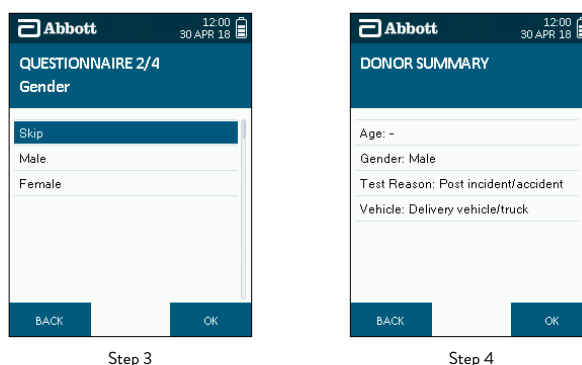 Abbott
12:00
30 APR 18
QUESTIONNAIRE 2/4
Gender
Skip
Male
Female
BACK
OK
Step 3
Abbott
12:00
30 APR 18
DONOR SUMMARY
Age: -
Gender: Male
Test Reason: Post incident/accident
Vehicle: Delivery vehicle/truck
BACK
OK
Step 4